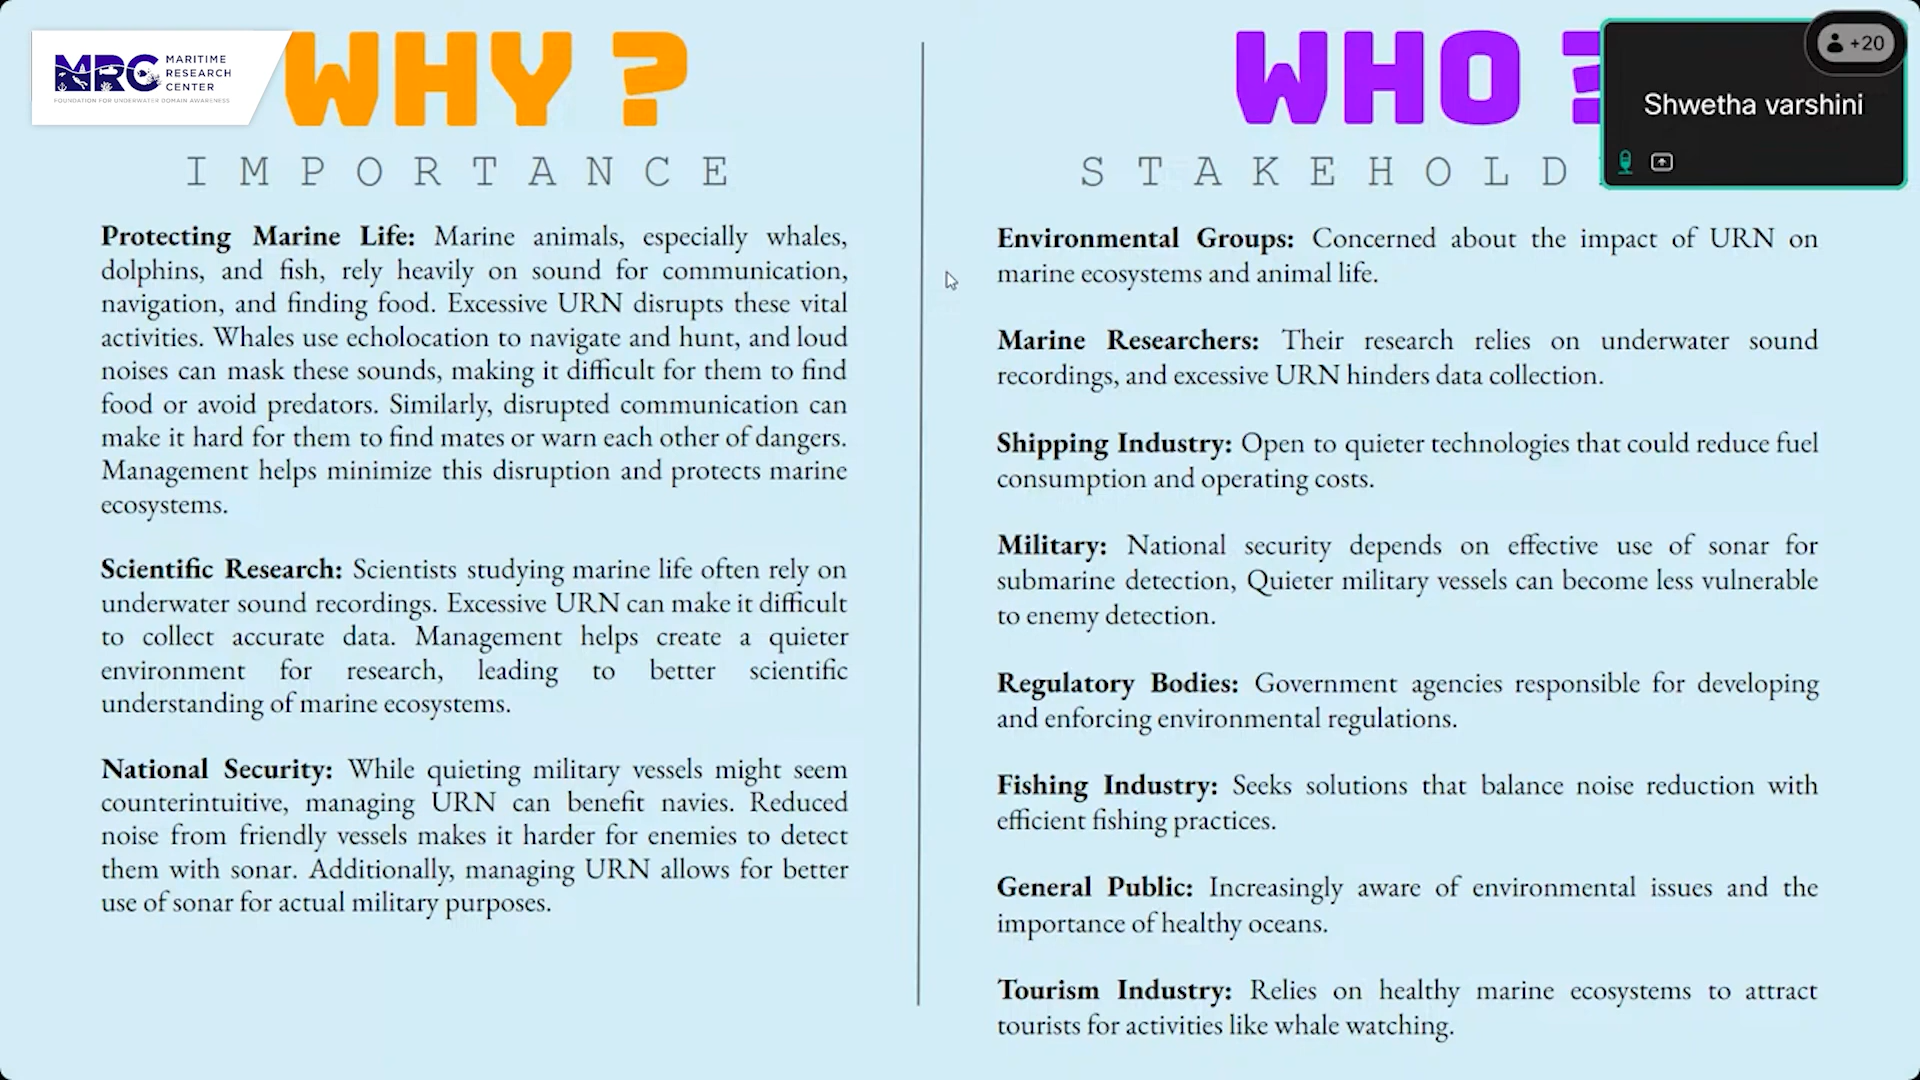 MRC MARITIME
RESEARCH
CENTER
FOUNDATION FOR UNDERWATER DOMAIN AWARENESS
WHY ?
IMPORTANCE
Protecting Marine Life: Marine animals, especially whales,
dolphins, and fish, rely heavily on sound for communication,
navigation, and finding food. Excessive URN disrupts these vital
activities. Whales use echolocation to navigate and hunt, and loud
noises can mask these sounds, making it difficult for them to find
food or avoid predators. Similarly, disrupted communication can
make it hard for them to find mates or warn each other of dangers.
Management helps minimize this disruption and protects marine
ecosystems.
Scientific Research: Scientists studying marine life often rely on
underwater sound recordings. Excessive URN can make it difficult
to collect accurate data. Management helps create a quieter
environment for research, leading to better scientific
understanding of marine ecosystems.
National Security: While quieting military vessels might seem
counterintuitive, managing URN can benefit navies. Reduced
noise from friendly vessels makes it harder for enemies to detect
them with sonar. Additionally, managing URN allows for better
use of sonar for actual military purposes.
WHO ?
STAKEHOLD
Environmental Groups: Concerned about the impact of URN on
marine ecosystems and animal life.
Marine Researchers: Their research relies on underwater sound
recordings, and excessive URN hinders data collection.
Shipping Industry: Open to quieter technologies that could reduce fuel
consumption and operating costs.
Military: National security depends on effective use of sonar for
submarine detection, Quieter military vessels can become less vulnerable
to enemy detection.
Regulatory Bodies: Government agencies responsible for developing
and enforcing environmental regulations.
Fishing Industry: Seeks solutions that balance noise reduction with
efficient fishing practices.
General Public: Increasingly aware of environmental issues and the
importance of healthy oceans.
Tourism Industry: Relies on healthy marine ecosystems to attract
tourists for activities like whale watching.
+20
Shwetha varshini